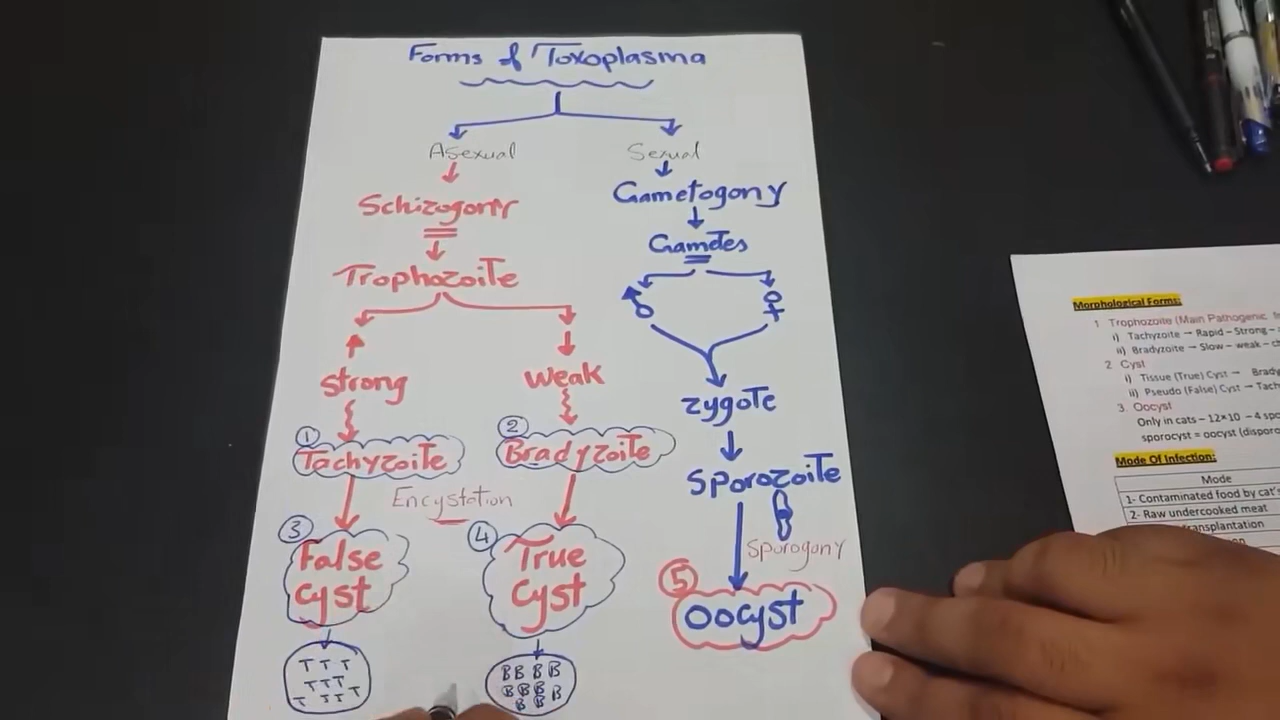 Forms of Toxoplasma
Asexual
Sexual
Schizogony
Gametogony
Gametes
Trophozoite
♂
♀
Strong
Weak
Zygote
1
Tachyzoite
2
Bradyzoite
Sporozoite
Encystation
Sporogony
3
False
Cyst
4
True
Cyst
5
Oocyst
T T T
T T T
T T T T
B B B B
B B B B
B B
Morphological Forms:
1 Trophozoite (Main Pathogenic
i) Tachyzoite → Rapid – Strong –
ii) Bradyzoite → Slow – weak –
2 Cyst
i) Tissue (True) Cyst →
ii) Pseudo (False) Cyst →
3. Oocyst
Only in cats – 12×10 – 4
sporocyst = oocyst
Mode Of Infection:
Mode
1- Contaminated food by cat's
2- Raw undercooked meat